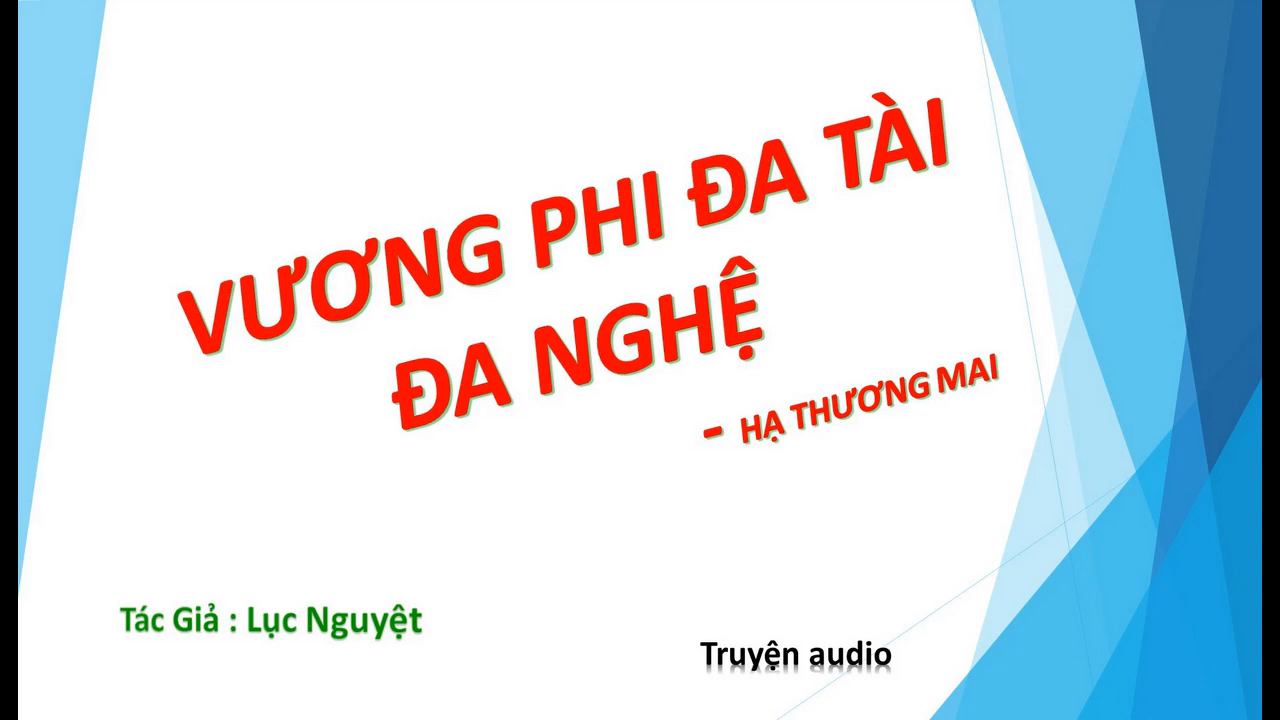 VƯƠNG PHI ĐA TÀI
ĐA NGHỆ
- HẠ THƯƠNG MAI
Tác Giả : Lục Nguyệt
Truyện audio